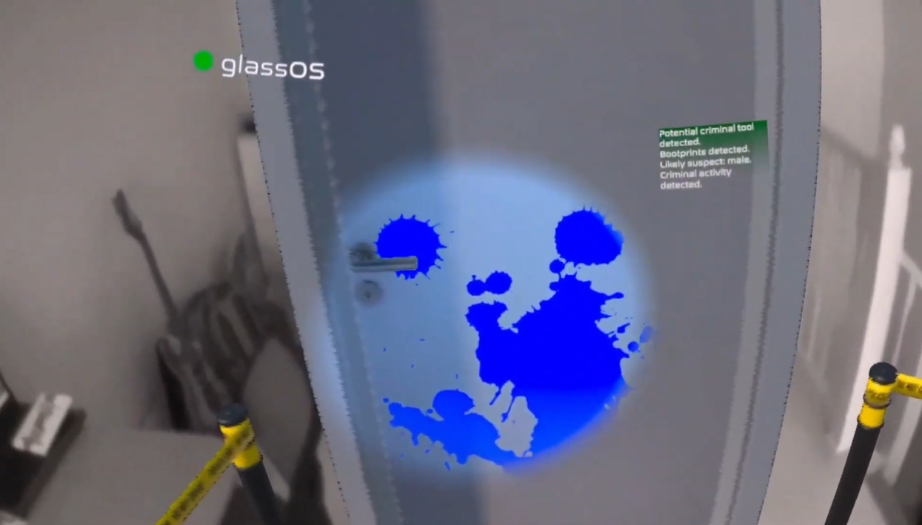 glassOS
Potential criminal tool
detected.
Bootprints detected.
Likely suspect: male.
Criminal activity
detected.